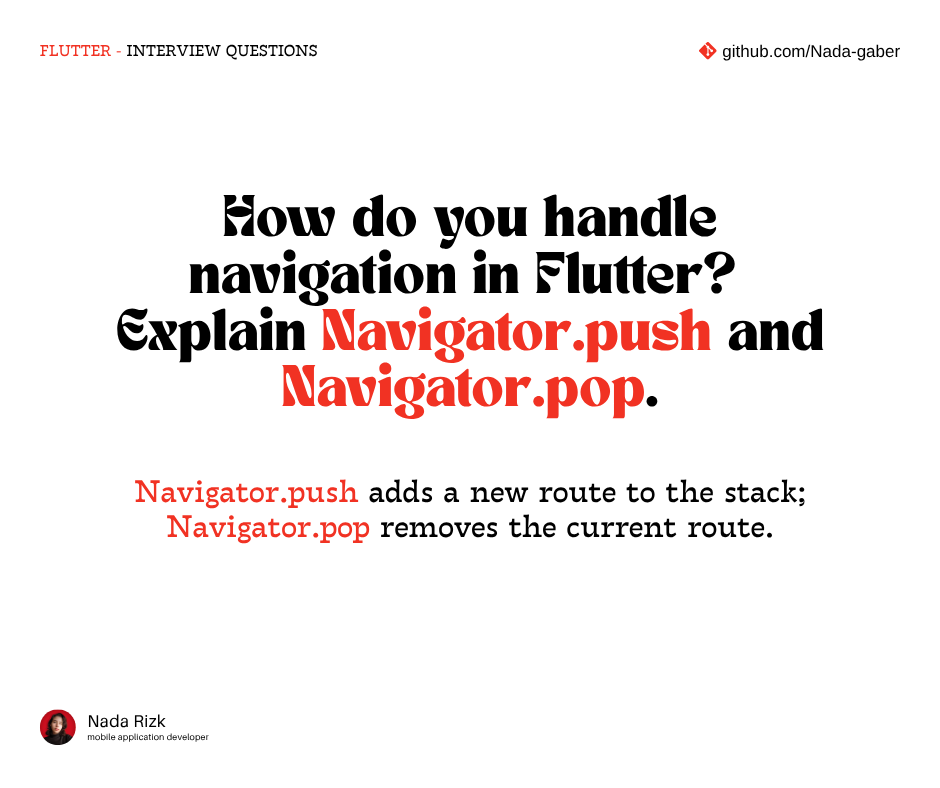 FLUTTER - INTERVIEW QUESTIONS
github.com/Nada-gaber
How do you handle
navigation in Flutter?
Explain Navigator.push and
Navigator.pop.
Navigator.push adds a new route to the stack;
Navigator.pop removes the current route.
Nada Rizk
mobile application developer